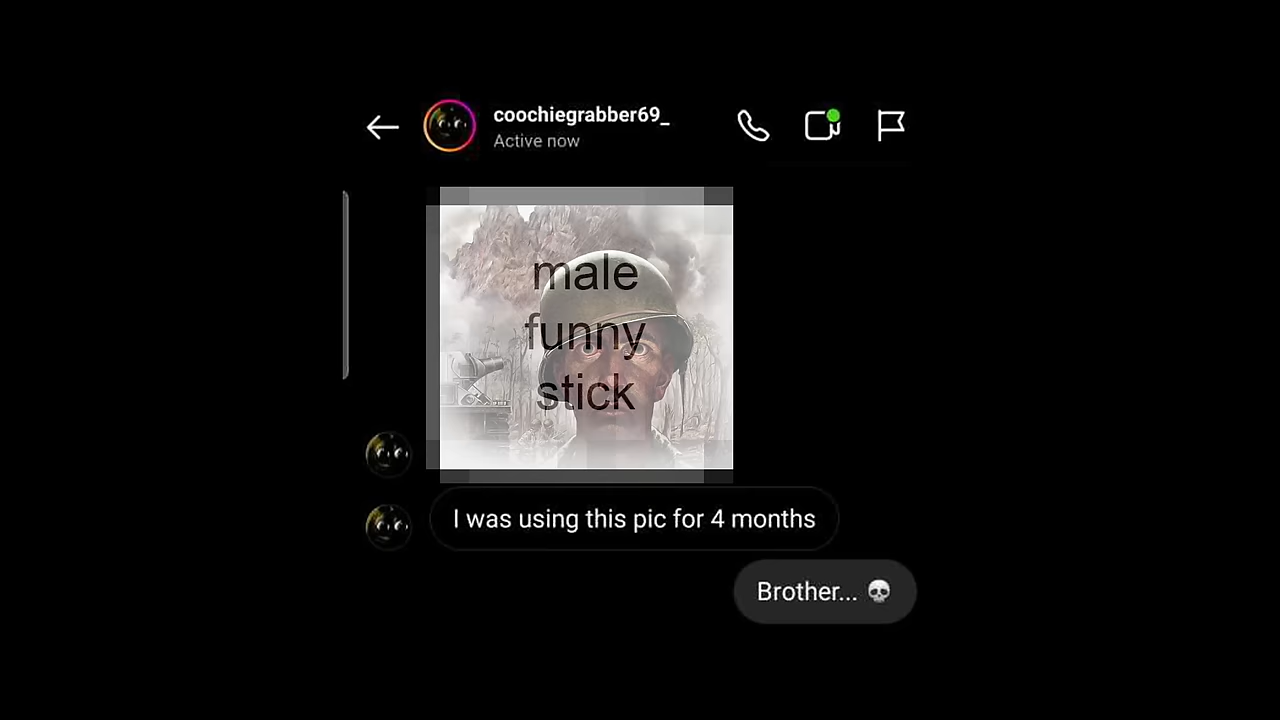 coochiegrabber69_
Active now
male
funny
stick
I was using this pic for 4 months
Brother... 💀